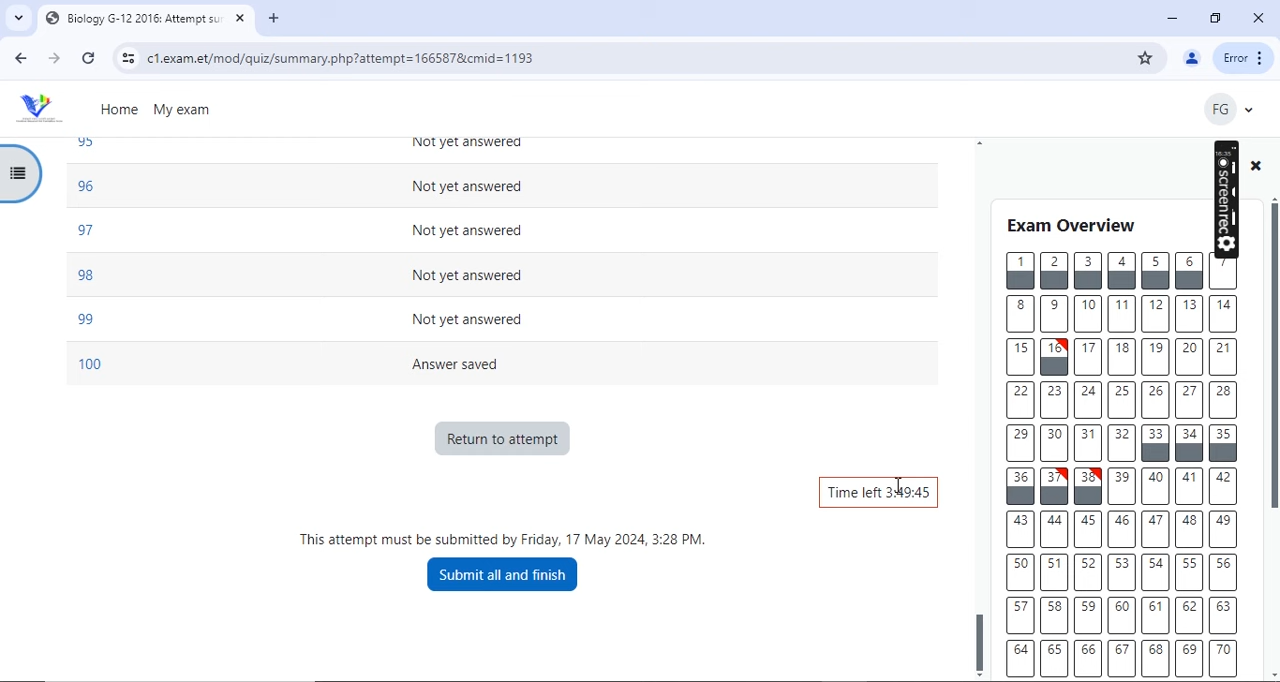 Biology G-12 2016: Attempt su
c1.exam.et/mod/quiz/summary.php?attempt=166587&cmid=1193
Error
Home My exam
FG
95 Not yet answered
96 Not yet answered
97 Not yet answered
98 Not yet answered
99 Not yet answered
100 Answer saved
Return to attempt
Time left 3:49:45
This attempt must be submitted by Friday, 17 May 2024, 3:28 PM.
Submit all and finish
screenrec
Exam Overview
1 2 3 4 5 6 7
8 9 10 11 12 13 14
15 16 17 18 19 20 21
22 23 24 25 26 27 28
29 30 31 32 33 34 35
36 37 38 39 40 41 42
43 44 45 46 47 48 49
50 51 52 53 54 55 56
57 58 59 60 61 62 63
64 65 66 67 68 69 70